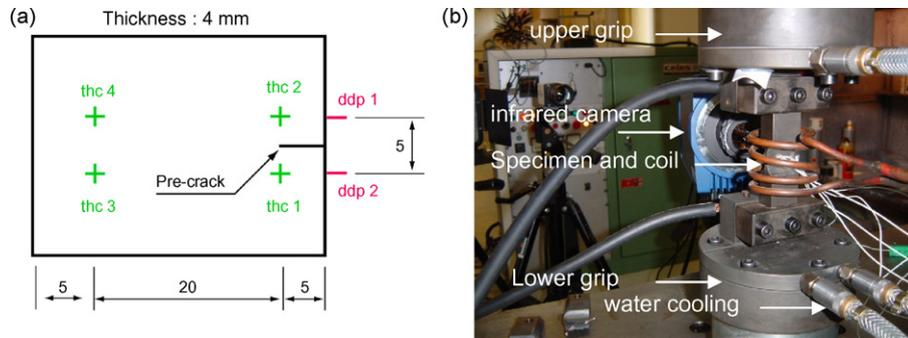 (a)
Thickness : 4 mm
thc 4
thc 2
ddp 1
5
Pre-crack
ddp 2
thc 3
thc 1
5
20
5
(b)
upper grip
infrared camera
Specimen and coil
Lower grip
water cooling